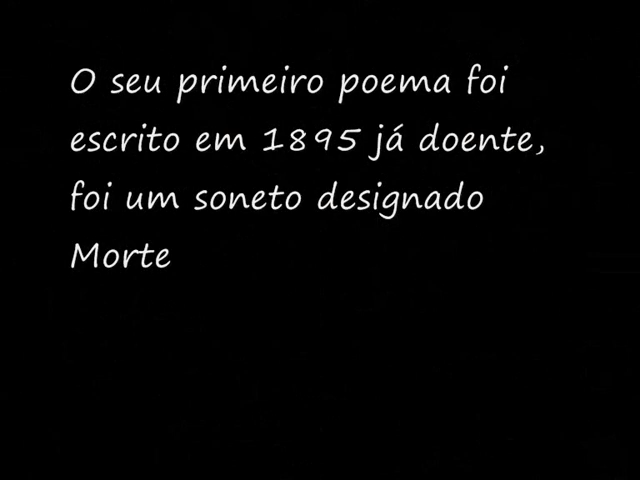 O seu primeiro poema foi
escrito em 1895 já doente,
foi um soneto designado
Morte